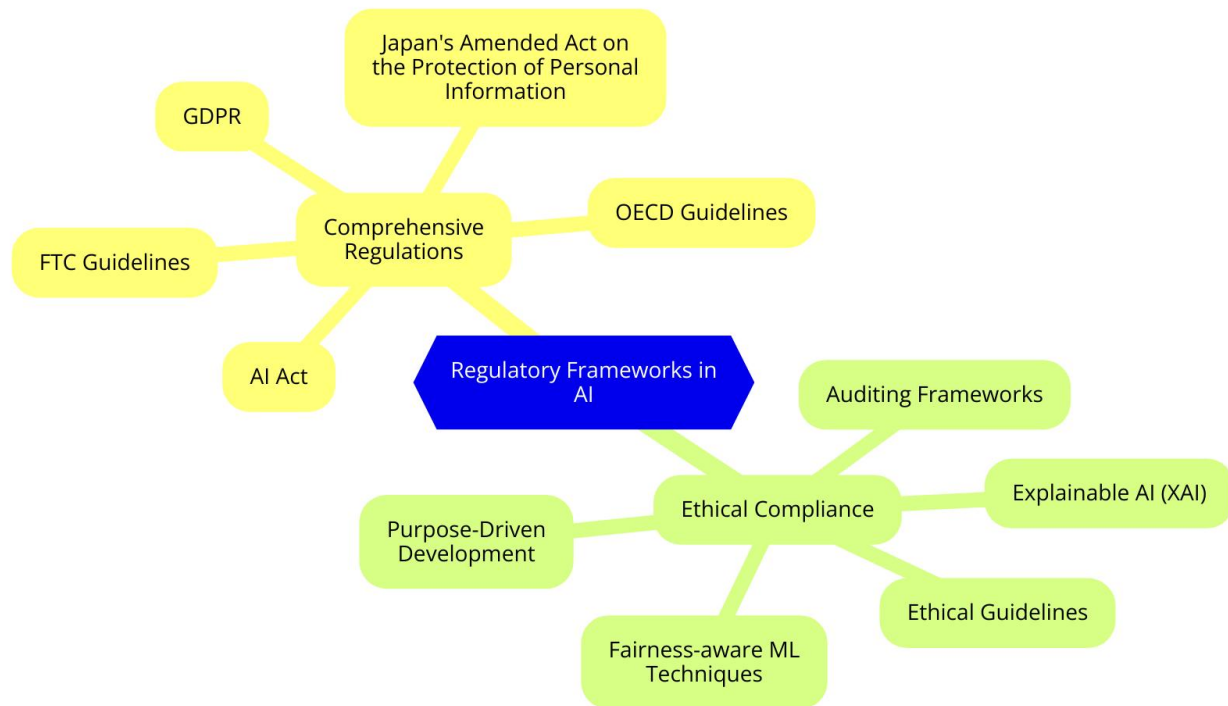 Japan's Amended Act on
the Protection of Personal
Information
GDPR
OECD Guidelines
Comprehensive
Regulations
FTC Guidelines
AI Act
Regulatory Frameworks in
AI
Auditing Frameworks
Explainable AI (XAI)
Ethical Compliance
Purpose-Driven
Development
Ethical Guidelines
Fairness-aware ML
Techniques